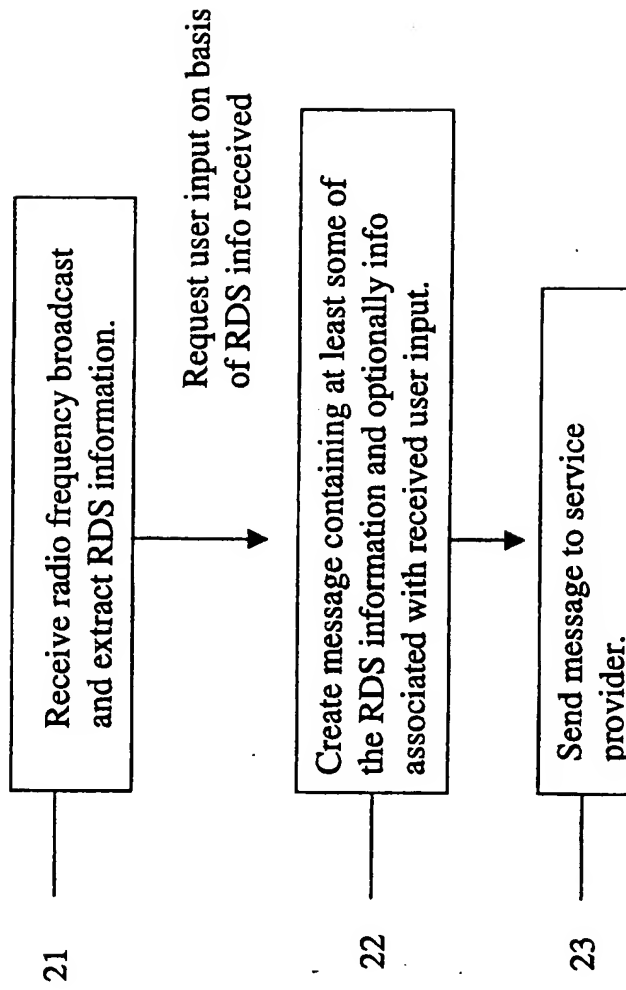 21
Receive radio frequency broadcast
and extract RDS information.
Request user input on basis
of RDS info received
22
Create message containing at least some of
the RDS information and optionally info
associated with received user input.
23
Send message to service
provider.